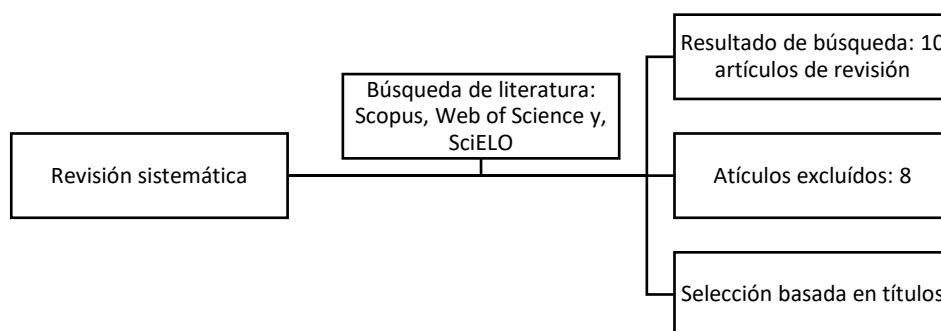 Revisión sistemática
Búsqueda de literatura:
Scopus, Web of Science y,
SciELO
Resultado de búsqueda: 10
artículos de revisión
Atículos excluídos: 8
Selección basada en títulos